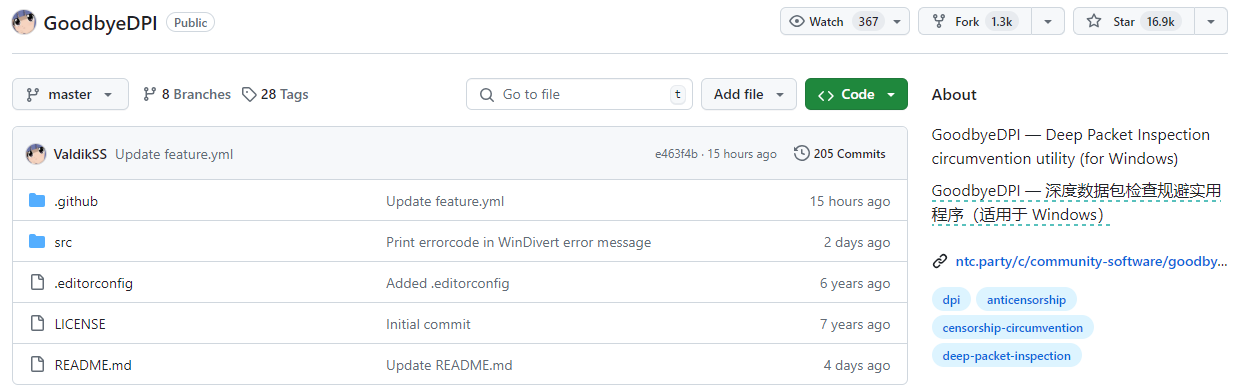 GoodbyeDPI Public Watch 367 Fork 1.3k Star 16.9k
master 8 Branches 28 Tags Go to file t Add file Code
ValdikSS Update feature.yml e463f4b · 15 hours ago 205 Commits
.github Update feature.yml 15 hours ago
src Print errorcode in WinDivert error message 2 days ago
.editorconfig Added .editorconfig 6 years ago
LICENSE Initial commit 7 years ago
README.md Update README.md 4 days ago
About
GoodbyeDPI — Deep Packet Inspection
circumvention utility (for Windows)
GoodbyeDPI — 深度数据包检查规避实用
程序（适用于 Windows）
ntc.party/c/community-software/goodby...
dpi anticensorship
censorship-circumvention
deep-packet-inspection